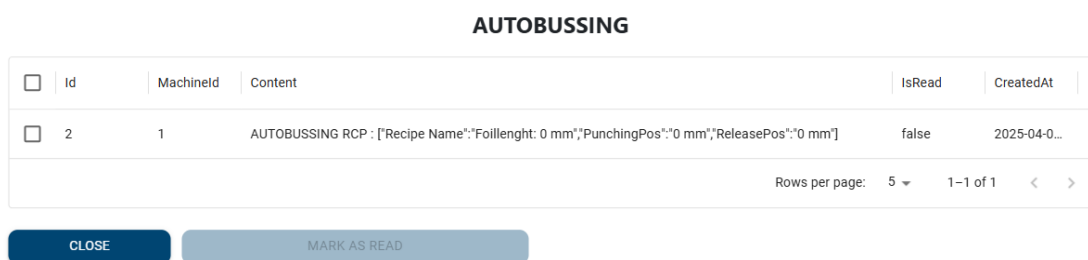 AUTOBUSSING
Id MachineId Content IsRead CreatedAt
2 1 AUTOBUSSING RCP : ["Recipe Name":"Foillenght: 0 mm","PunchingPos":"0 mm","ReleasePos":"0 mm"] false 2025-04-0...
Rows per page: 5 1–1 of 1
CLOSE MARK AS READ